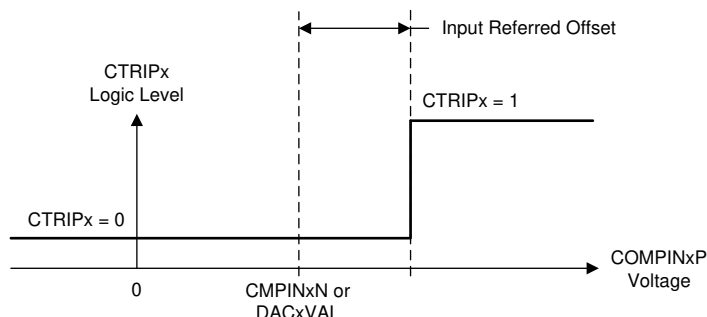 Input Referred Offset
CTRIPx
Logic Level
CTRIPx = 1
CTRIPx = 0
COMPINxP
Voltage
0
CMPINxN or
DACxVAL